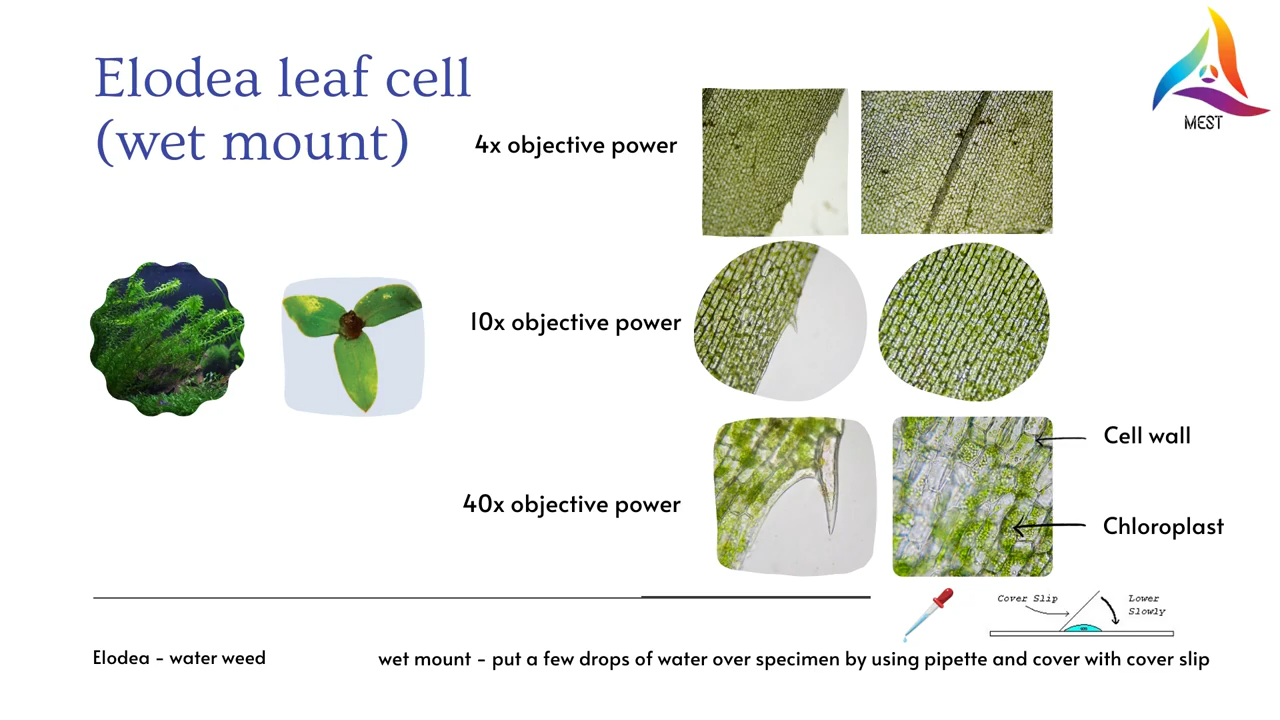 Elodea leaf cell
(wet mount)
MEST
4x objective power
10x objective power
40x objective power
Cell wall
Chloroplast
Cover Slip
Lower
Slowly
Elodea - water weed
wet mount - put a few drops of water over specimen by using pipette and cover with cover slip